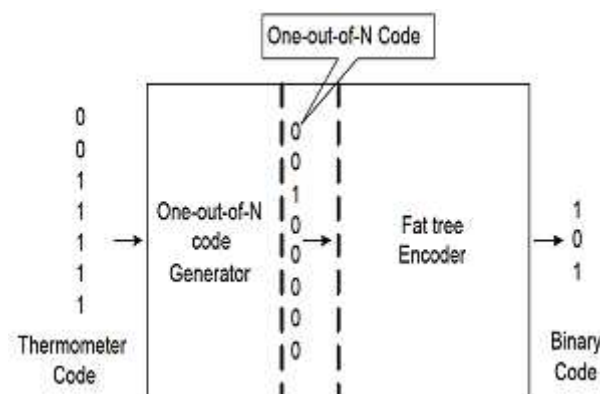 One-out-of-N Code
0
0
1
1
1
1
1
Thermometer
Code
One-out-of-N
code
Generator
0
0
1
0
0
0
0
0
Fat tree
Encoder
1
0
1
Binary
Code